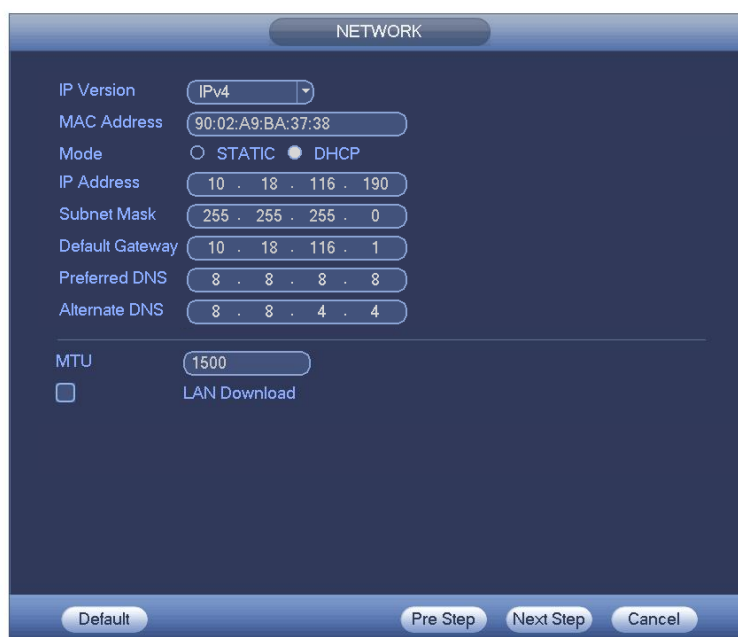 NETWORK
IP Version IPv4
MAC Address 90:02:A9:BA:37:38
Mode STATIC DHCP
IP Address 10 . 18 . 116 . 190
Subnet Mask 255 . 255 . 255 . 0
Default Gateway 10 . 18 . 116 . 1
Preferred DNS 8 . 8 . 8 . 8
Alternate DNS 8 . 8 . 4 . 4
MTU 1500
LAN Download
Default Pre Step Next Step Cancel